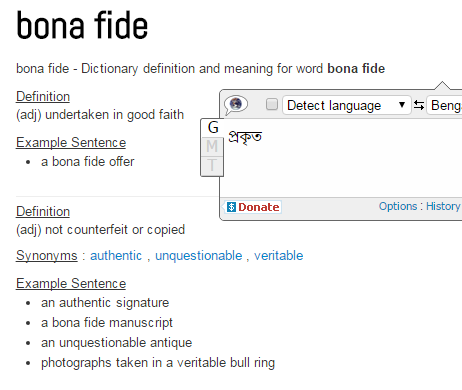 bona fide
bona fide - Dictionary definition and meaning for word bona fide
Definition
(adj) undertaken in good faith
Example Sentence
a bona fide offer
Detect language
Beng
G
M
T
প্রকৃত
$ Donate
Options : History
Definition
(adj) not counterfeit or copied
Synonyms : authentic , unquestionable , veritable
Example Sentence
an authentic signature
a bona fide manuscript
an unquestionable antique
photographs taken in a veritable bull ring